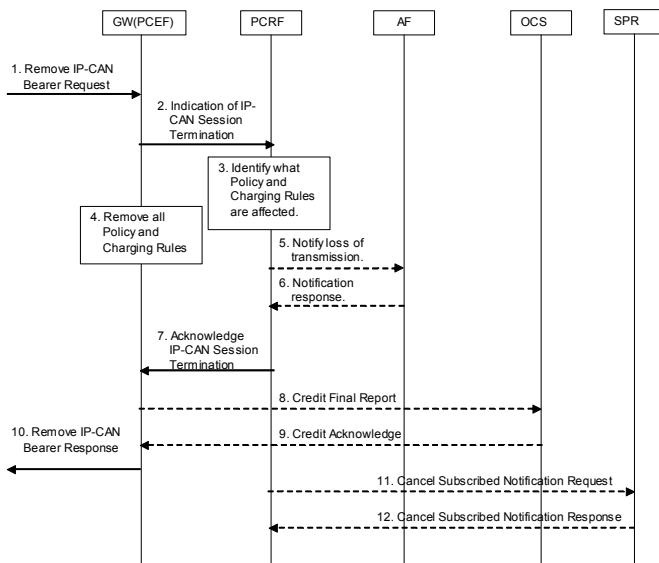 GW(PCEF)
PCRF
AF
OCS
SPR
1. Remove IP-CAN
Bearer Request
2. Indication of IP-
CAN Session
Termination
3. Identify what
Policy and
Charging Rules
are affected.
4. Remove all
Policy and
Charging Rules
5. Notify loss of
transmission.
6. Notification
response.
7. Acknowledge
IP-CAN Session
Termination
8. Credit Final Report
9. Credit Acknowledge
10. Remove IP-CAN
Bearer Response
11. Cancel Subscribed Notification Request
12. Cancel Subscribed Notification Response